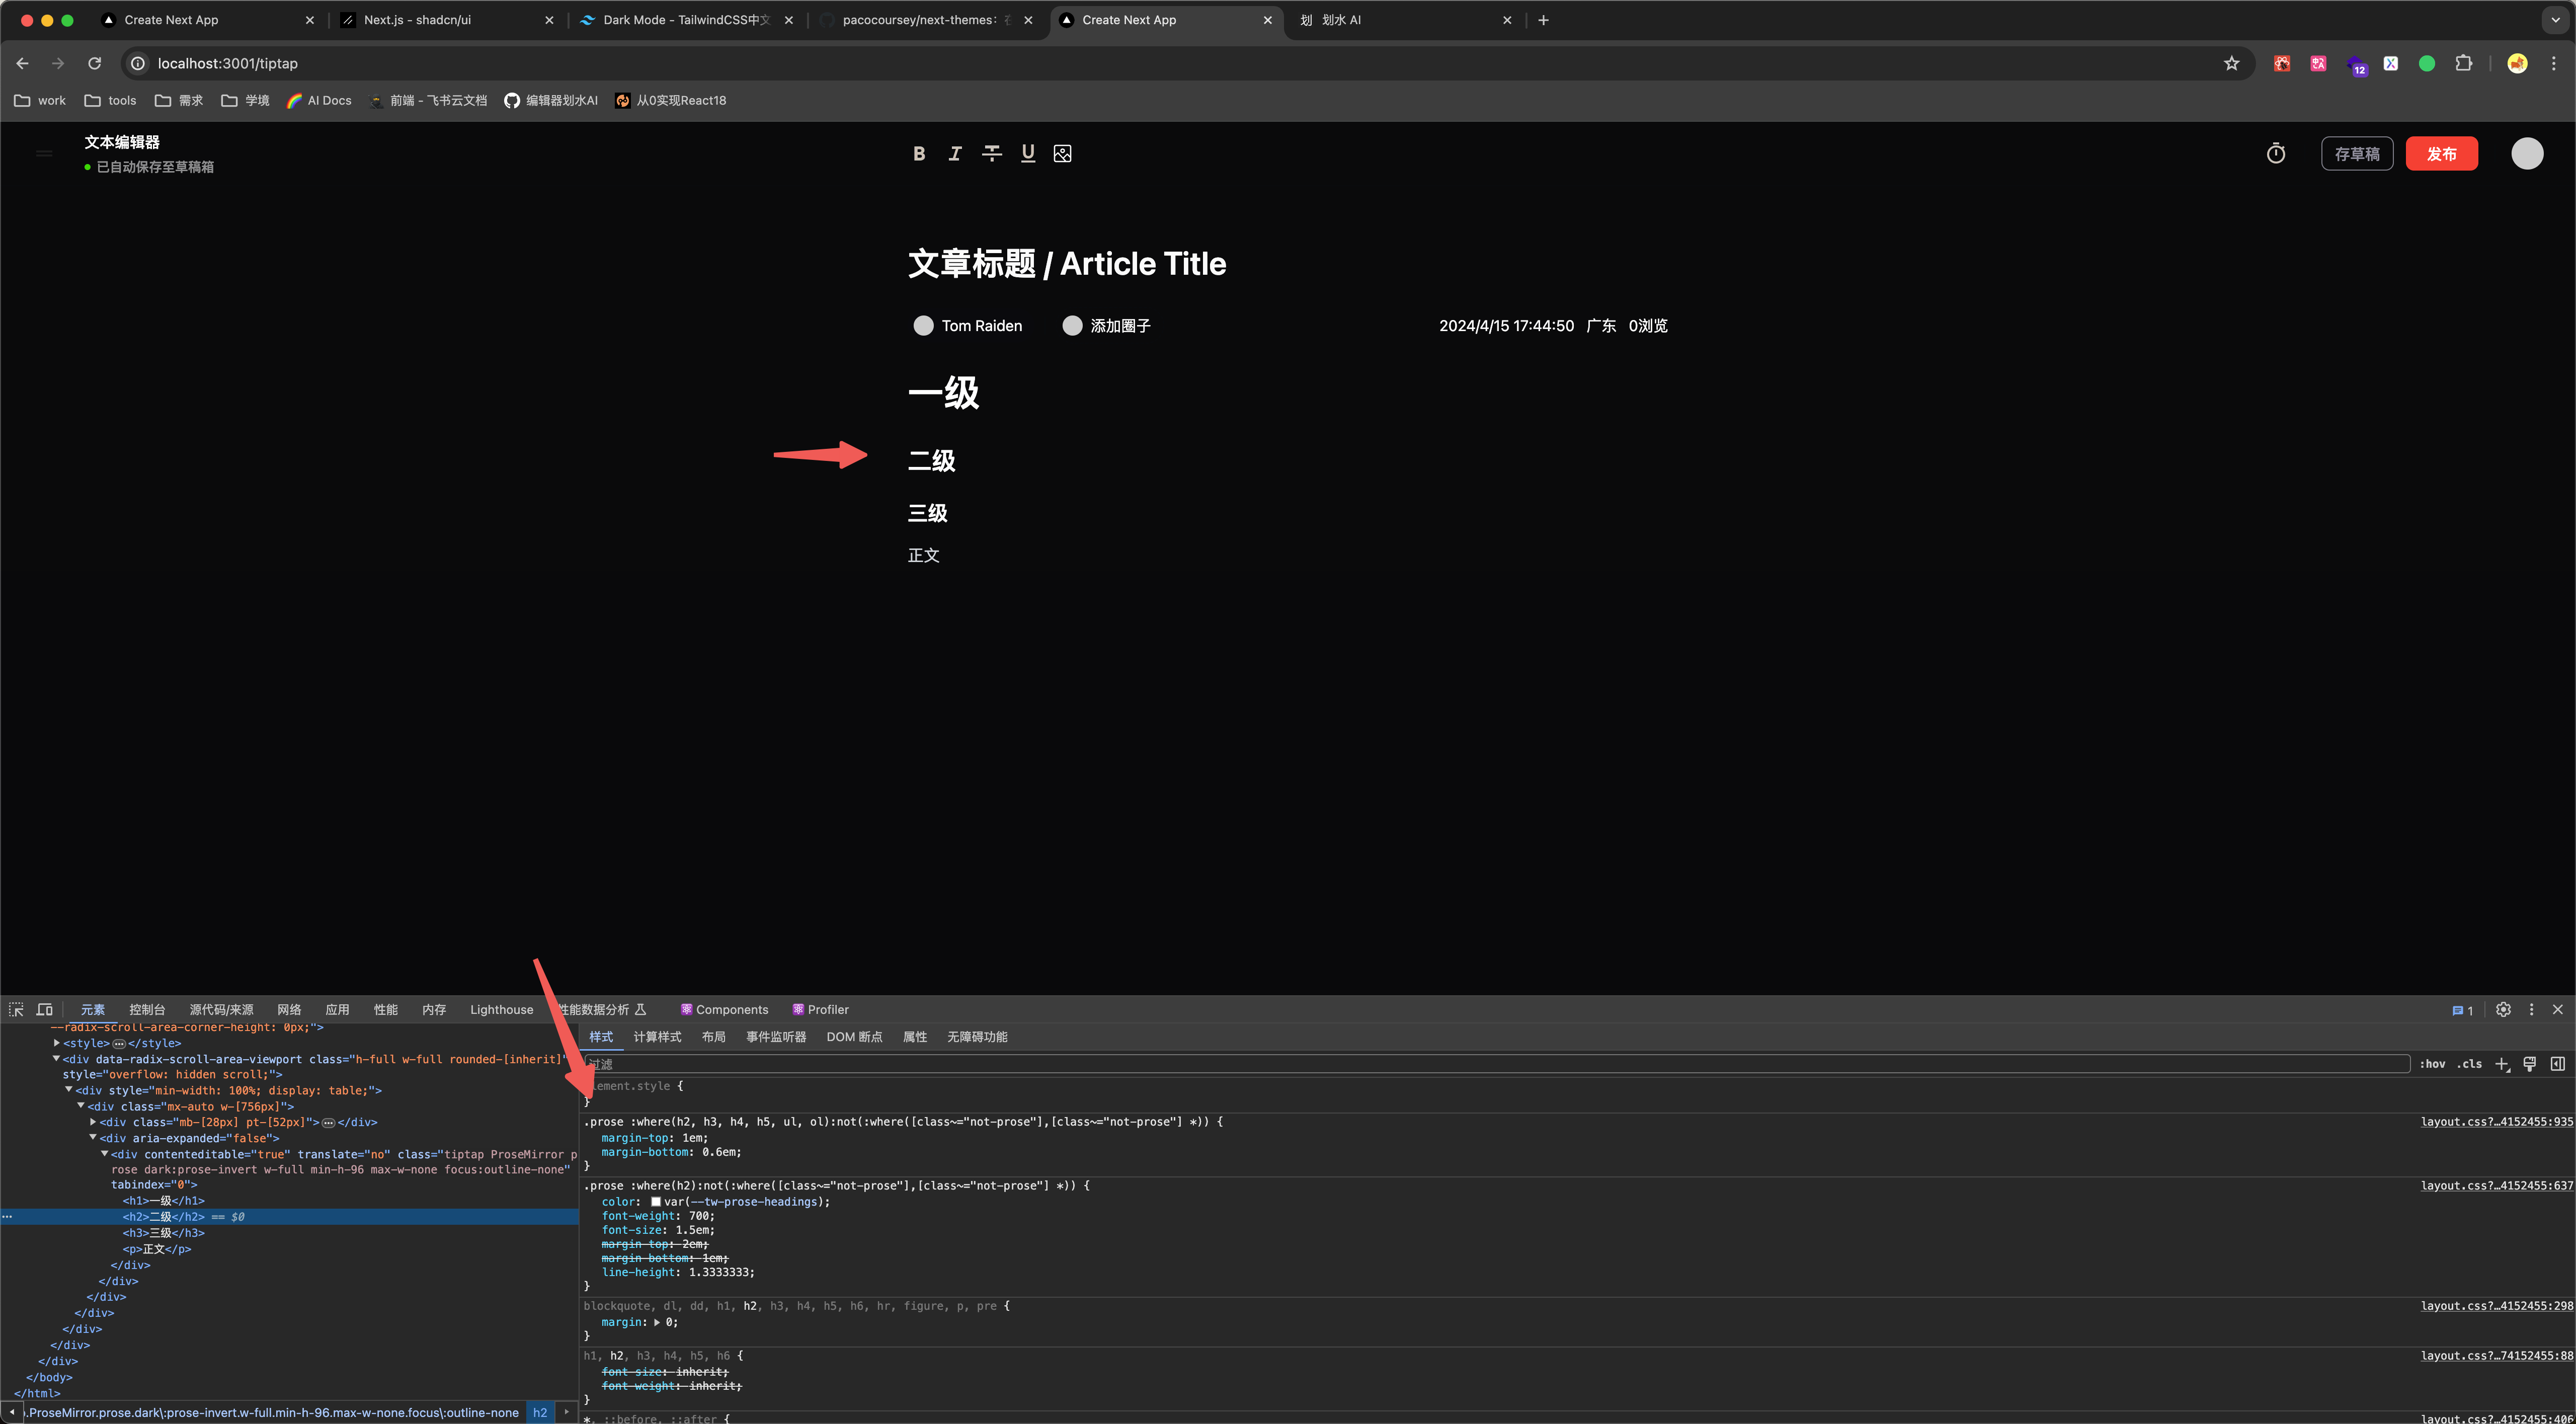 Create Next App
Next.js - shadcn/ui
Dark Mode - TailwindCSS中文
pacocoursey/next-themes:
Create Next App
划 划水 AI
localhost:3001/tiptap
12
work
tools
需求
学境
AI Docs
前端 - 飞书云文档
编辑器划水AI
从0实现React18
文本编辑器
已自动保存至草稿箱
B I T U
存草稿
发布
文章标题 / Article Title
Tom Raiden
添加圈子
2024/4/15 17:44:50 广东 0浏览
一级
二级
三级
正文
元素
控制台
源代码/来源
网络
应用
性能
内存
Lighthouse
性能数据分析
Components
Profiler
1
--radix-scroll-area-corner-height: 0px;">
<style>…</style>
<div data-radix-scroll-area-viewport class="h-full w-full rounded-[inherit]"
style="overflow: hidden scroll;">
<div style="min-width: 100%; display: table;">
<div class="mx-auto w-[756px]">
<div class="mb-[28px] pt-[52px]">…</div>
<div aria-expanded="false">
<div contenteditable="true" translate="no" class="tiptap ProseMirror p
rose dark:prose-invert w-full min-h-96 max-w-none focus:outline-none"
tabindex="0">
<h1>一级</h1>
… <h2>二级</h2> == $0
<h3>三级</h3>
<p>正文</p>
</div>
</div>
</div>
</div>
</div>
</div>
</div>
</body>
</html>
.ProseMirror.prose.dark\:prose-invert.w-full.min-h-96.max-w-none.focus\:outline-none h2
样式
计算样式
布局
事件监听器
DOM 断点
属性
无障碍功能
过滤
:hov .cls
lement.style {
}
.prose :where(h2, h3, h4, h5, ul, ol):not(:where([class~="not-prose"],[class~="not-prose"] *)) { layout.css?…4152455:935
margin-top: 1em;
margin-bottom: 0.6em;
}
.prose :where(h2):not(:where([class~="not-prose"],[class~="not-prose"] *)) { layout.css?…4152455:637
color: var(--tw-prose-headings);
font-weight: 700;
font-size: 1.5em;
margin-top: 2em;
margin-bottom: 1em;
line-height: 1.3333333;
}
blockquote, dl, dd, h1, h2, h3, h4, h5, h6, hr, figure, p, pre { layout.css?…4152455:298
margin: 0;
}
h1, h2, h3, h4, h5, h6 { layout.css?…74152455:88
font-size: inherit;
font-weight: inherit;
}
*, ::before, ::after { layout.css?…4152455:406